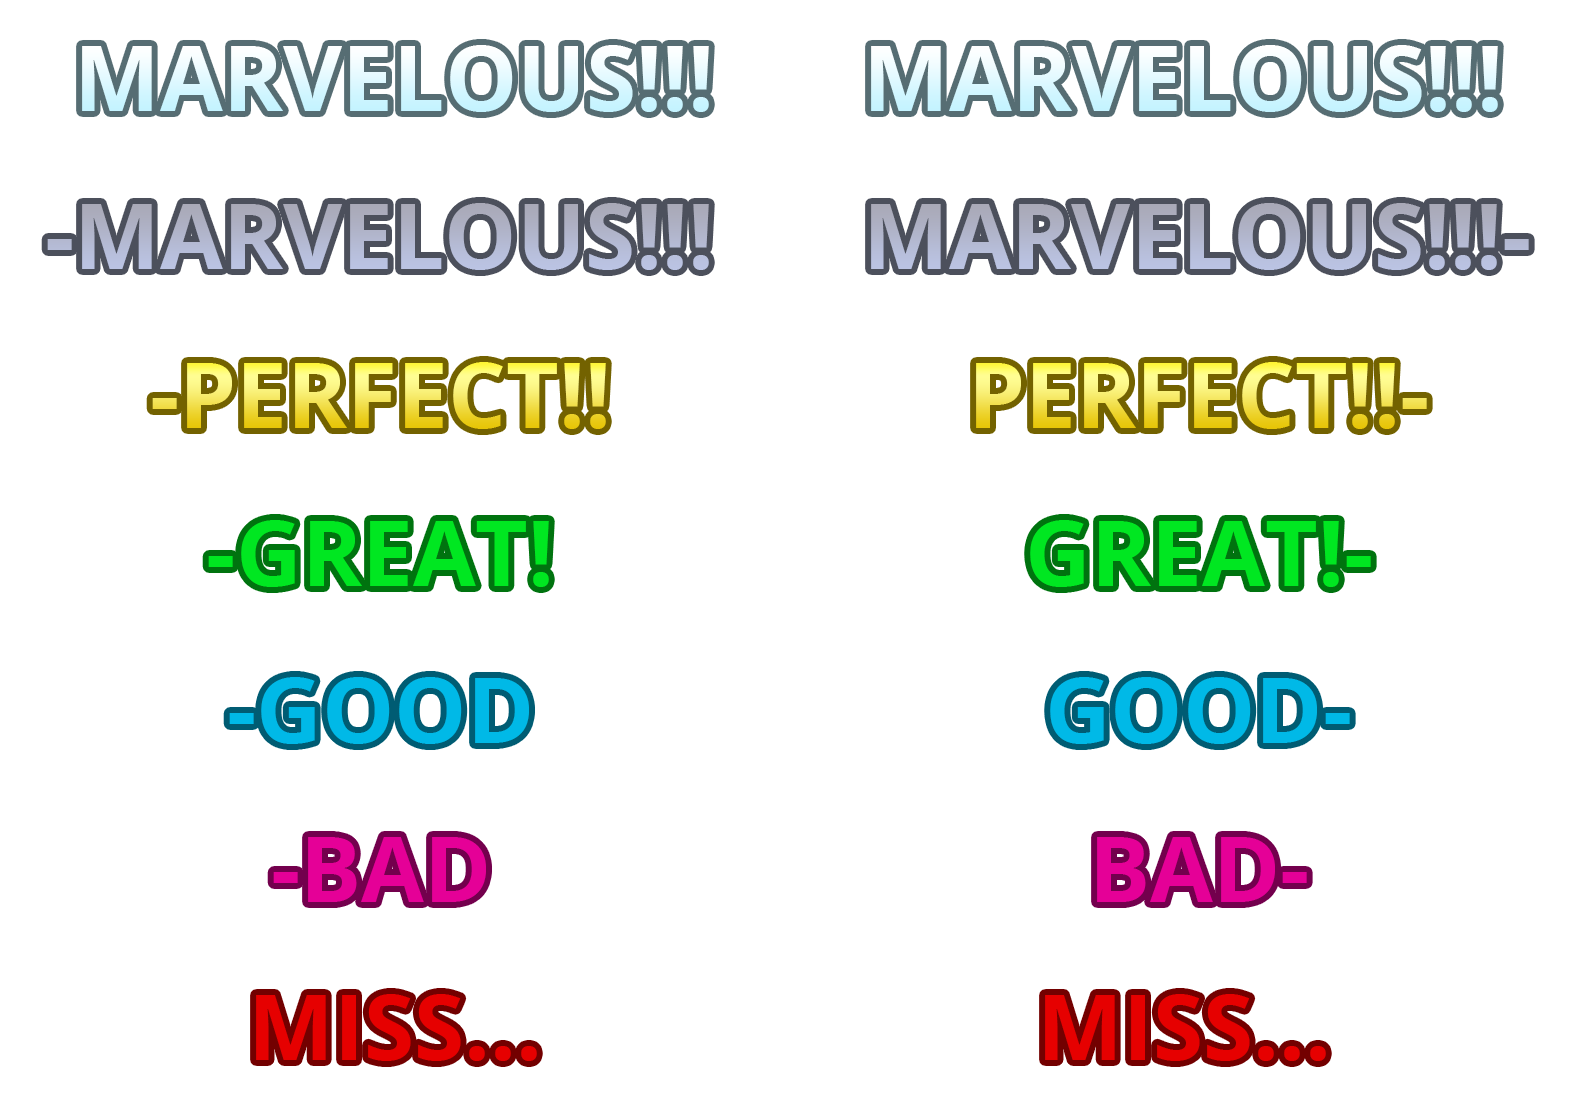 MARVELOUS!!! MARVELOUS!!!
-MARVELOUS!!! MARVELOUS!!!-
-PERFECT!! PERFECT!!-
-GREAT! GREAT!-
-GOOD GOOD-
-BAD BAD-
MISS... MISS...